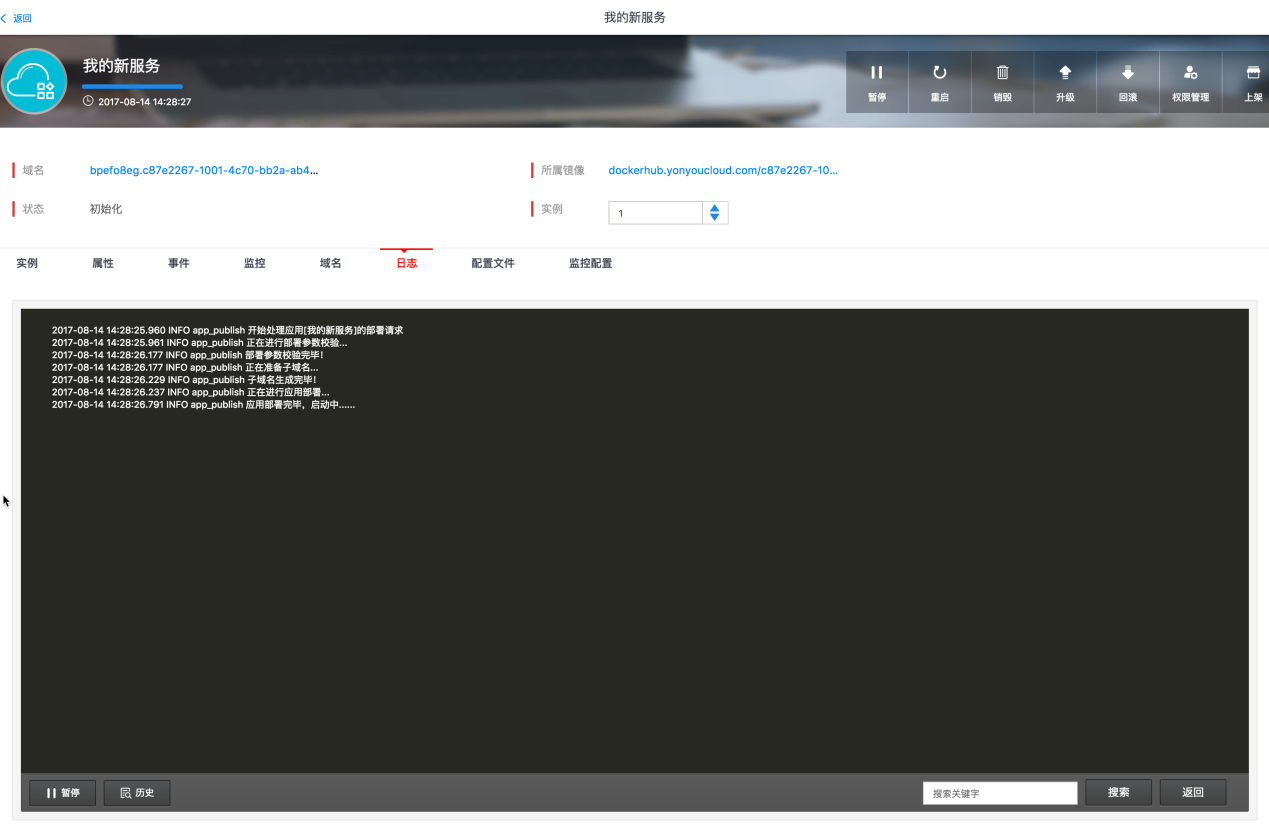 返回
我的新服务
我的新服务
2017-08-14 14:28:27
暂停
重启
销毁
升级
回滚
权限管理
上架
域名
bpefo8eg.c87e2267-1001-4c70-bb2a-ab4...
所属镜像
dockerhub.yonyoucloud.com/c87e2267-10...
状态
初始化
实例
1
实例
属性
事件
监控
域名
日志
配置文件
监控配置
2017-08-14 14:28:25.960 INFO app_publish 开始处理应用[我的新服务]的部署请求
2017-08-14 14:28:25.961 INFO app_publish 正在进行部署参数校验...
2017-08-14 14:28:26.177 INFO app_publish 部署参数校验完毕!
2017-08-14 14:28:26.177 INFO app_publish 正在准备子域名...
2017-08-14 14:28:26.229 INFO app_publish 子域名生成完毕!
2017-08-14 14:28:26.237 INFO app_publish 正在进行应用部署...
2017-08-14 14:28:26.791 INFO app_publish 应用部署完毕，启动中......
暂停
历史
搜索关键字
搜索
返回